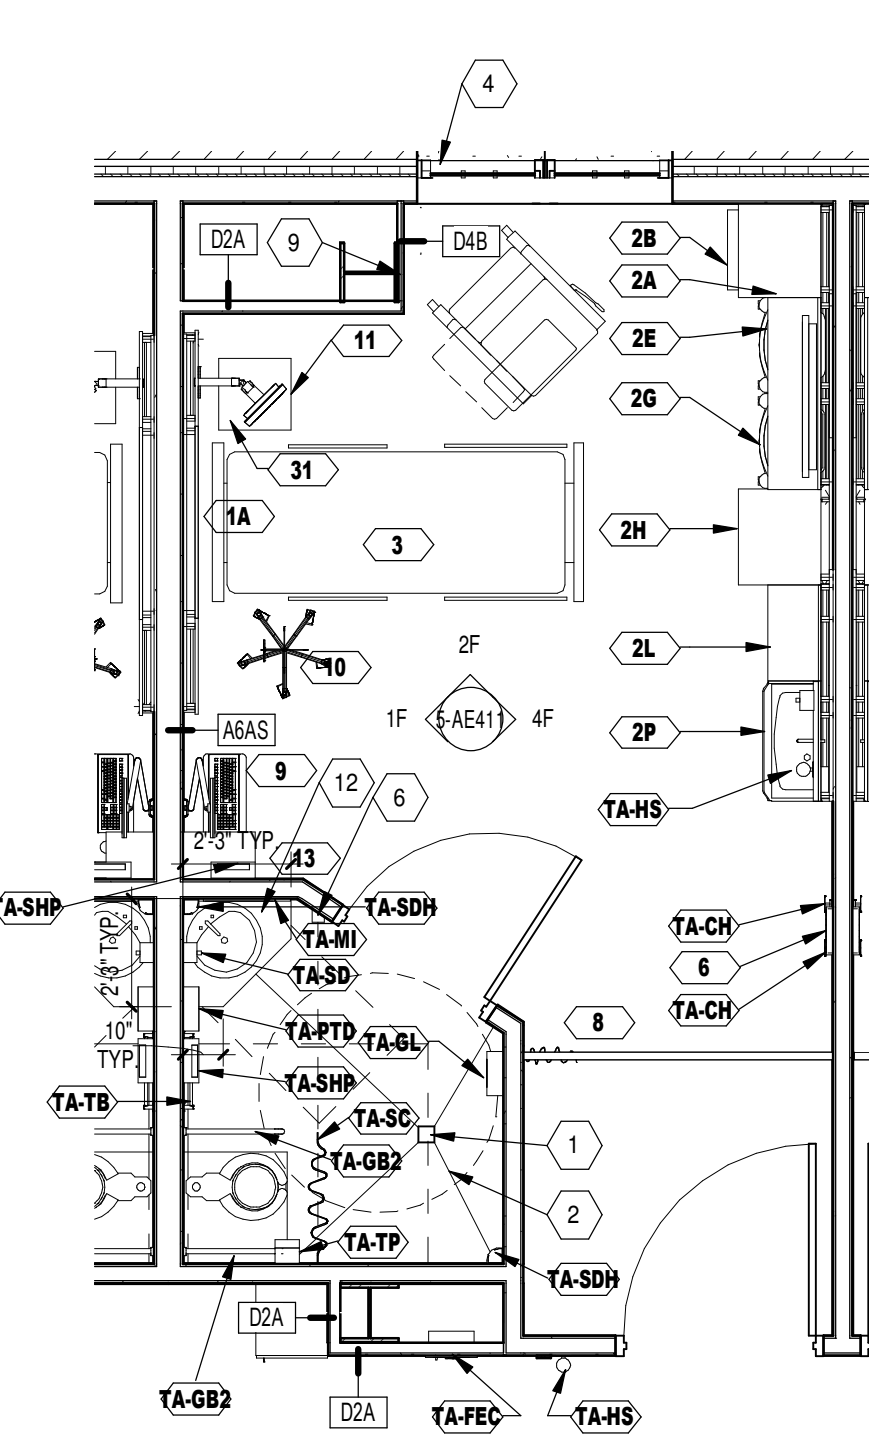 4
D2A
9
D4B
2B
2A
11
2E
2G
31
1A
3
2H
2F
10
2L
1F
5-AE411
4F
A6AS
2P
9
12
6
TA-HS
2'-3" TYP.
13
TA-SHP
TA-SDH
TA-CH
TA-MI
2'-3" TYP.
TA-SD
6
TA-CH
10"
TYP.
TA-PTD
TA-GL
8
TA-SHP
TA-TB
TA-SC
1
TA-GB2
2
TA-TP
TA-SDH
D2A
TA-GB2
D2A
TA-FEC
TA-HS